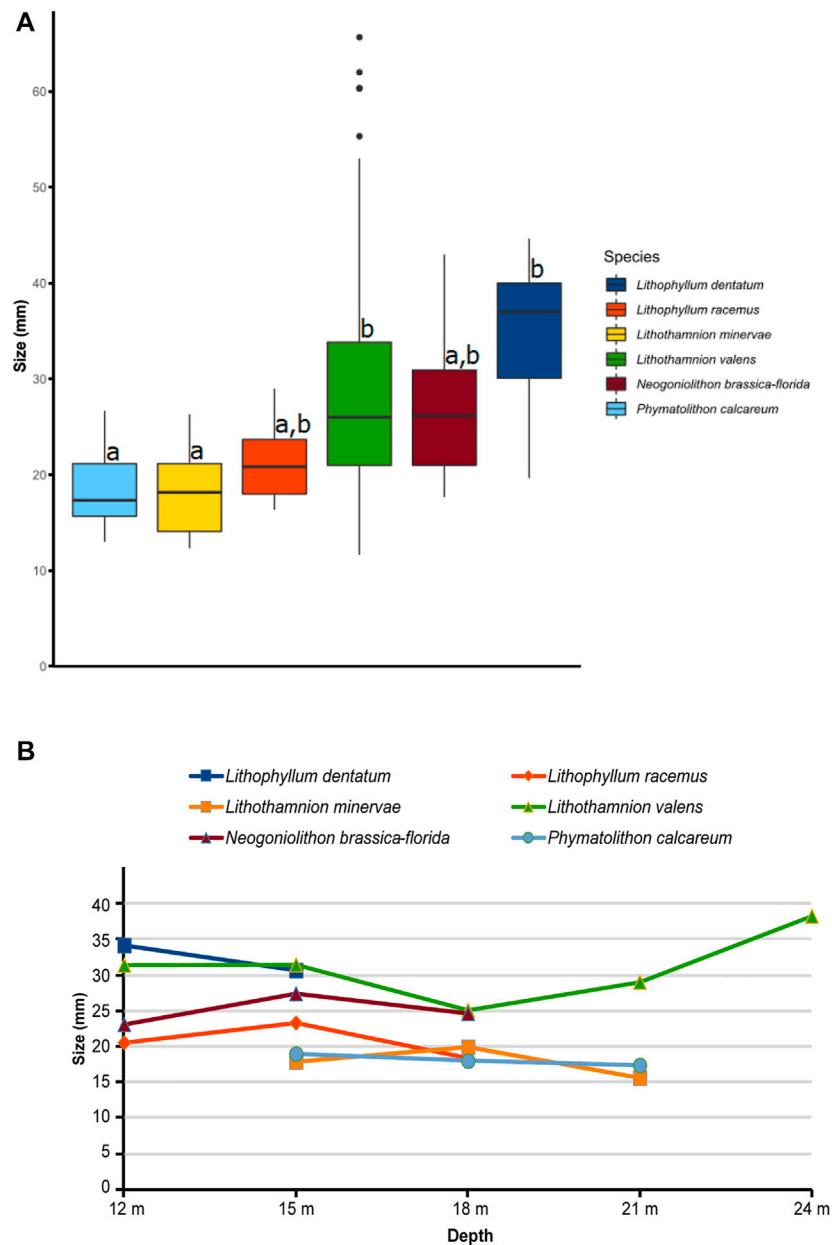 A
60
50
40
30
20
10
0
Size (mm)
a
a
a,b
b
a,b
b
Species
Lithophyllum dentatum
Lithophyllum racemus
Lithothamnion minervae
Lithothamnion valens
Neogoniolithon brassica-florida
Phymatolithon calcareum
B
Lithophyllum dentatum
Lithophyllum racemus
Lithothamnion minervae
Lithothamnion valens
Neogoniolithon brassica-florida
Phymatolithon calcareum
40
35
30
25
20
15
10
5
0
Size (mm)
12 m 15 m 18 m 21 m 24 m
Depth